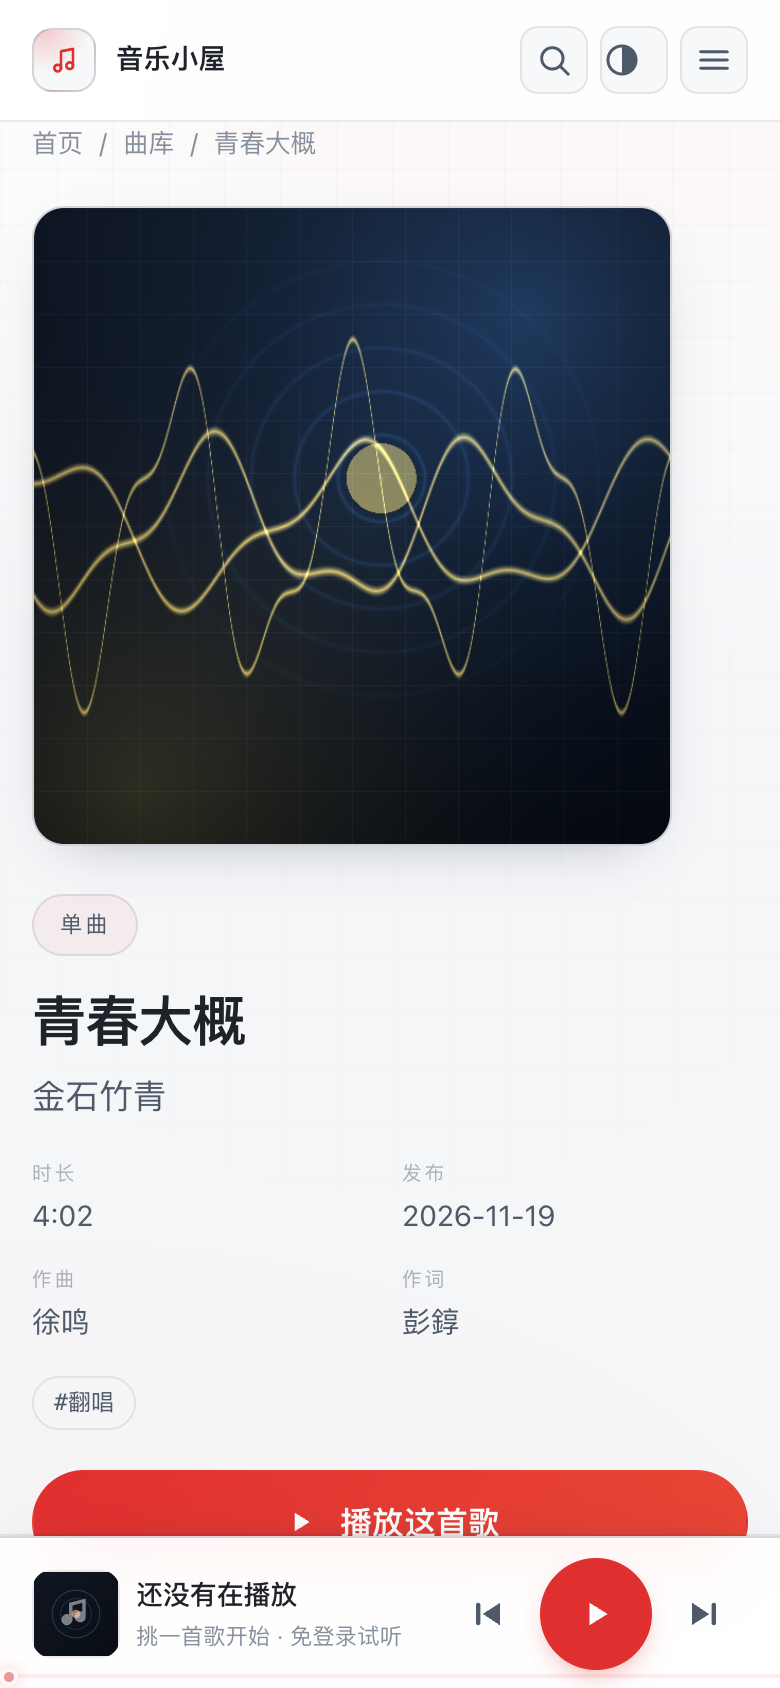 音乐小屋
首页 / 曲库 / 青春大概
单曲
青春大概
金石竹青
时长
发布
4:02
2026-11-19
作曲
作词
徐鸣
彭錞
#翻唱
播放这首歌
还没有在播放
挑一首歌开始 · 免登录试听